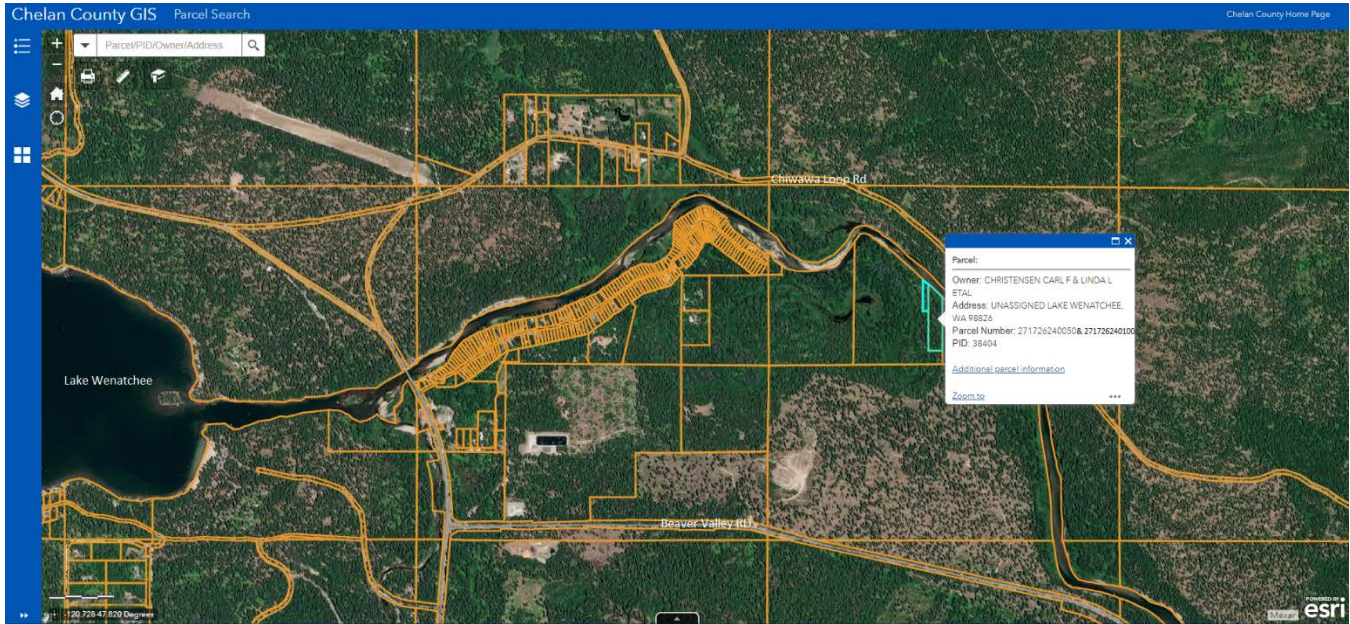 Chelan County GIS Parcel Search
Chelan County Home Page
Parcel/PID/Owner/Address
Chiwawa Loop Rd
Parcel:
Owner: CHRISTENSEN CARL F & LINDA L
ETAL
Address: UNASSIGNED LAKE WENATCHEE,
WA 98826
Parcel Number: 271726240050& 271726240100
PID: 38404
Additional parcel information
Zoom to
Lake Wenatchee
Beaver Valley RD
-120.728 47.820 Degrees
Maxar
POWERED BY
esri